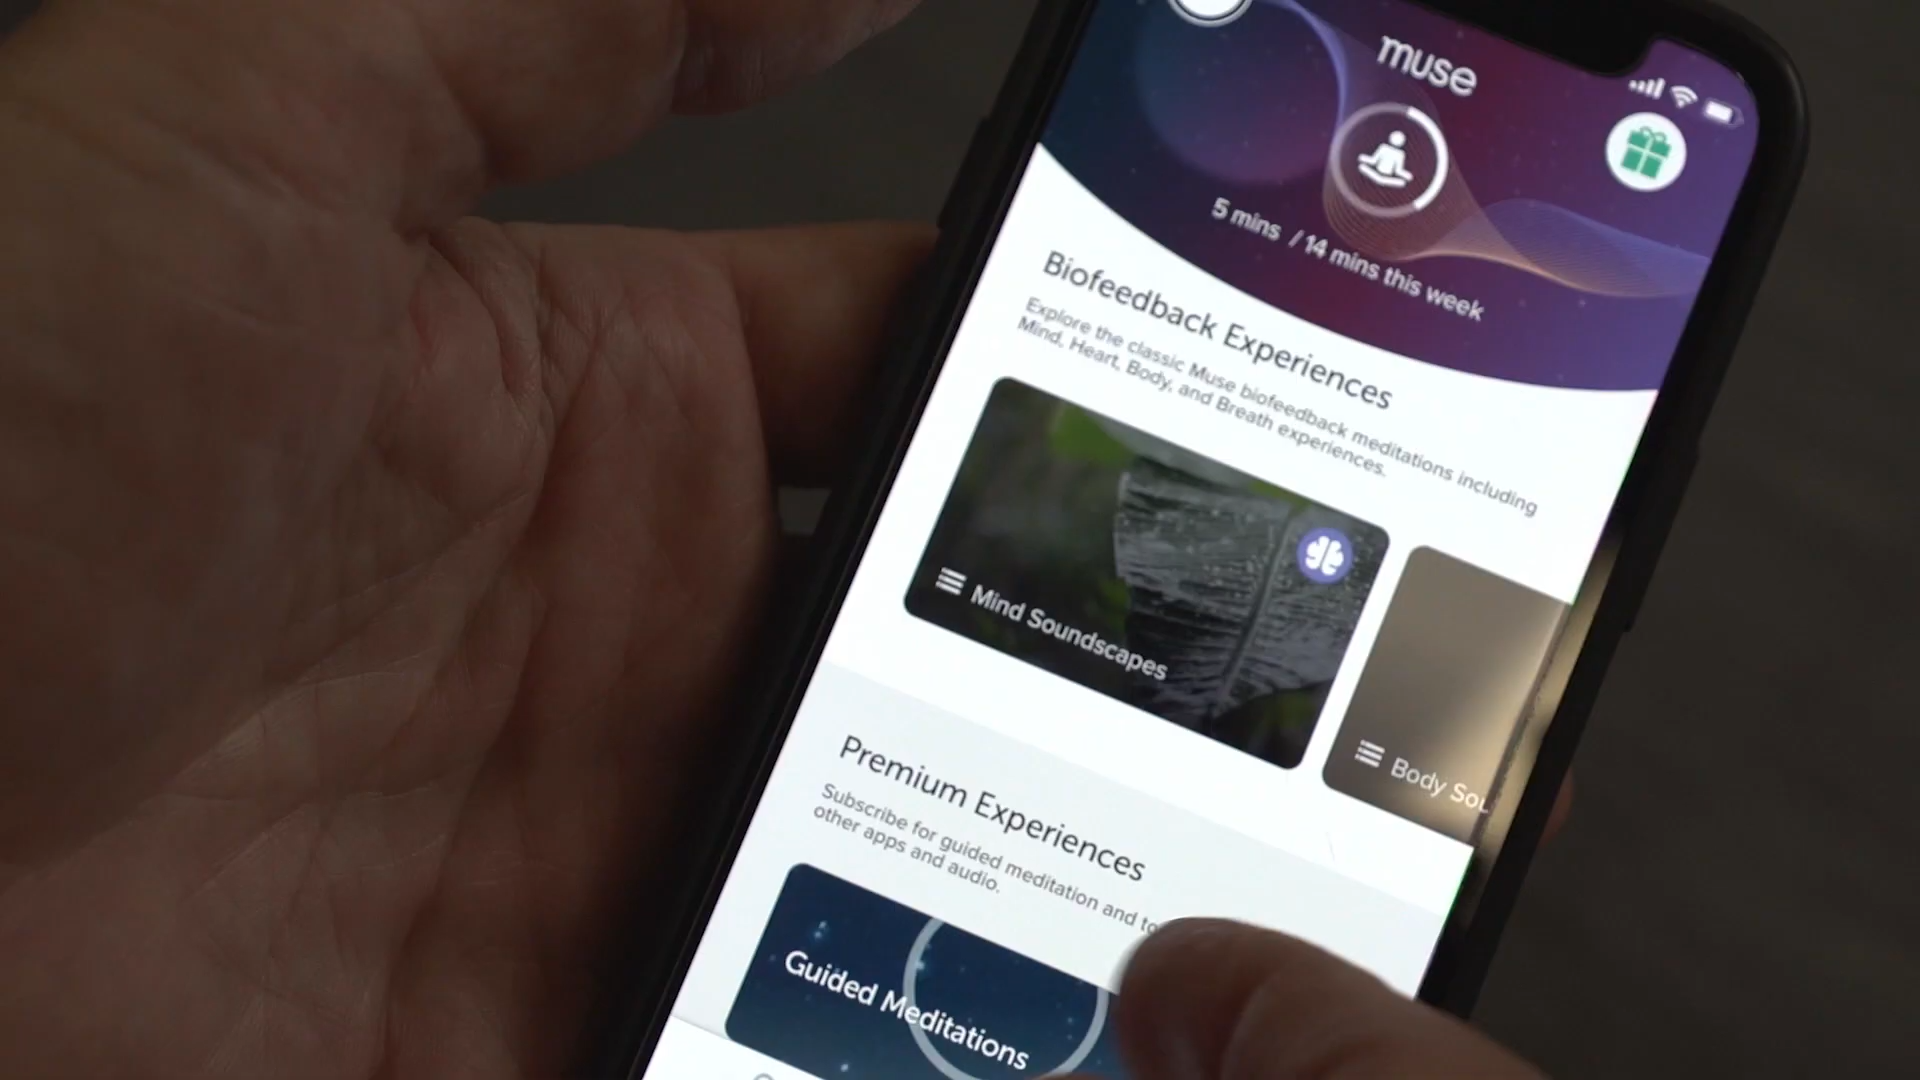 muse
5 mins / 14 mins this week
Biofeedback Experiences
Explore the classic Muse biofeedback meditations including
Mind, Heart, Body, and Breath experiences.
Mind Soundscapes
Body
Premium Experiences
Subscribe for guided meditation and
other apps and audio.
Guided Meditations